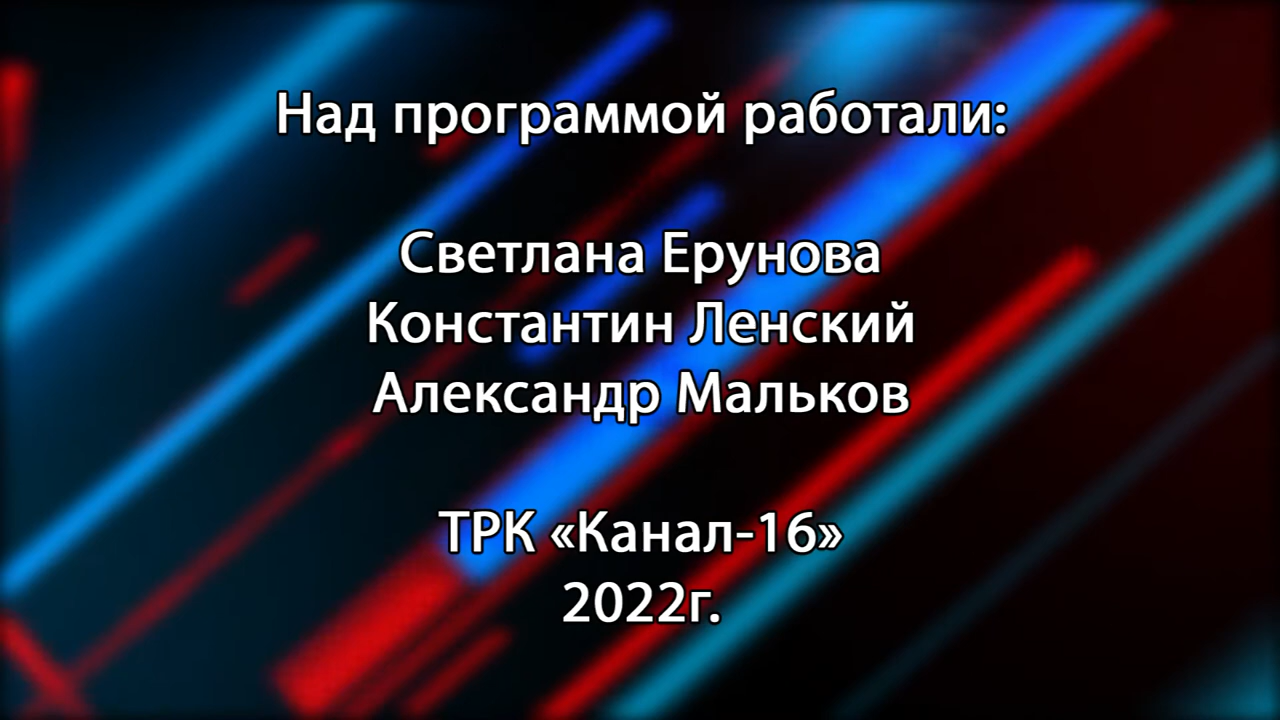 Над программой работали:
Светлана Ерунова
Константин Ленский
Александр Мальков
ТРК «Канал-16»
2022г.